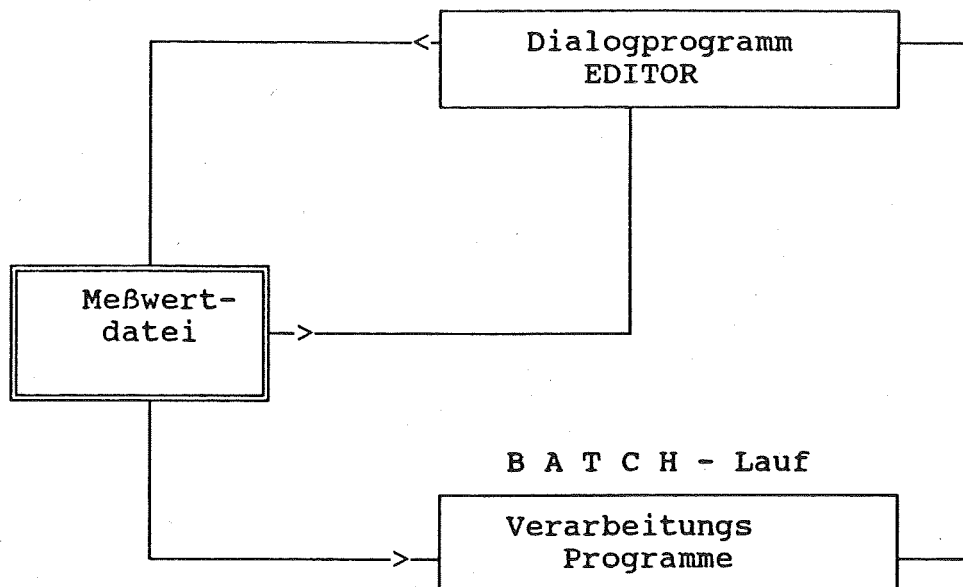 Dialogprogramm
EDITOR
Meßwert-
datei
B A T C H - Lauf
Verarbeitungs
Programme